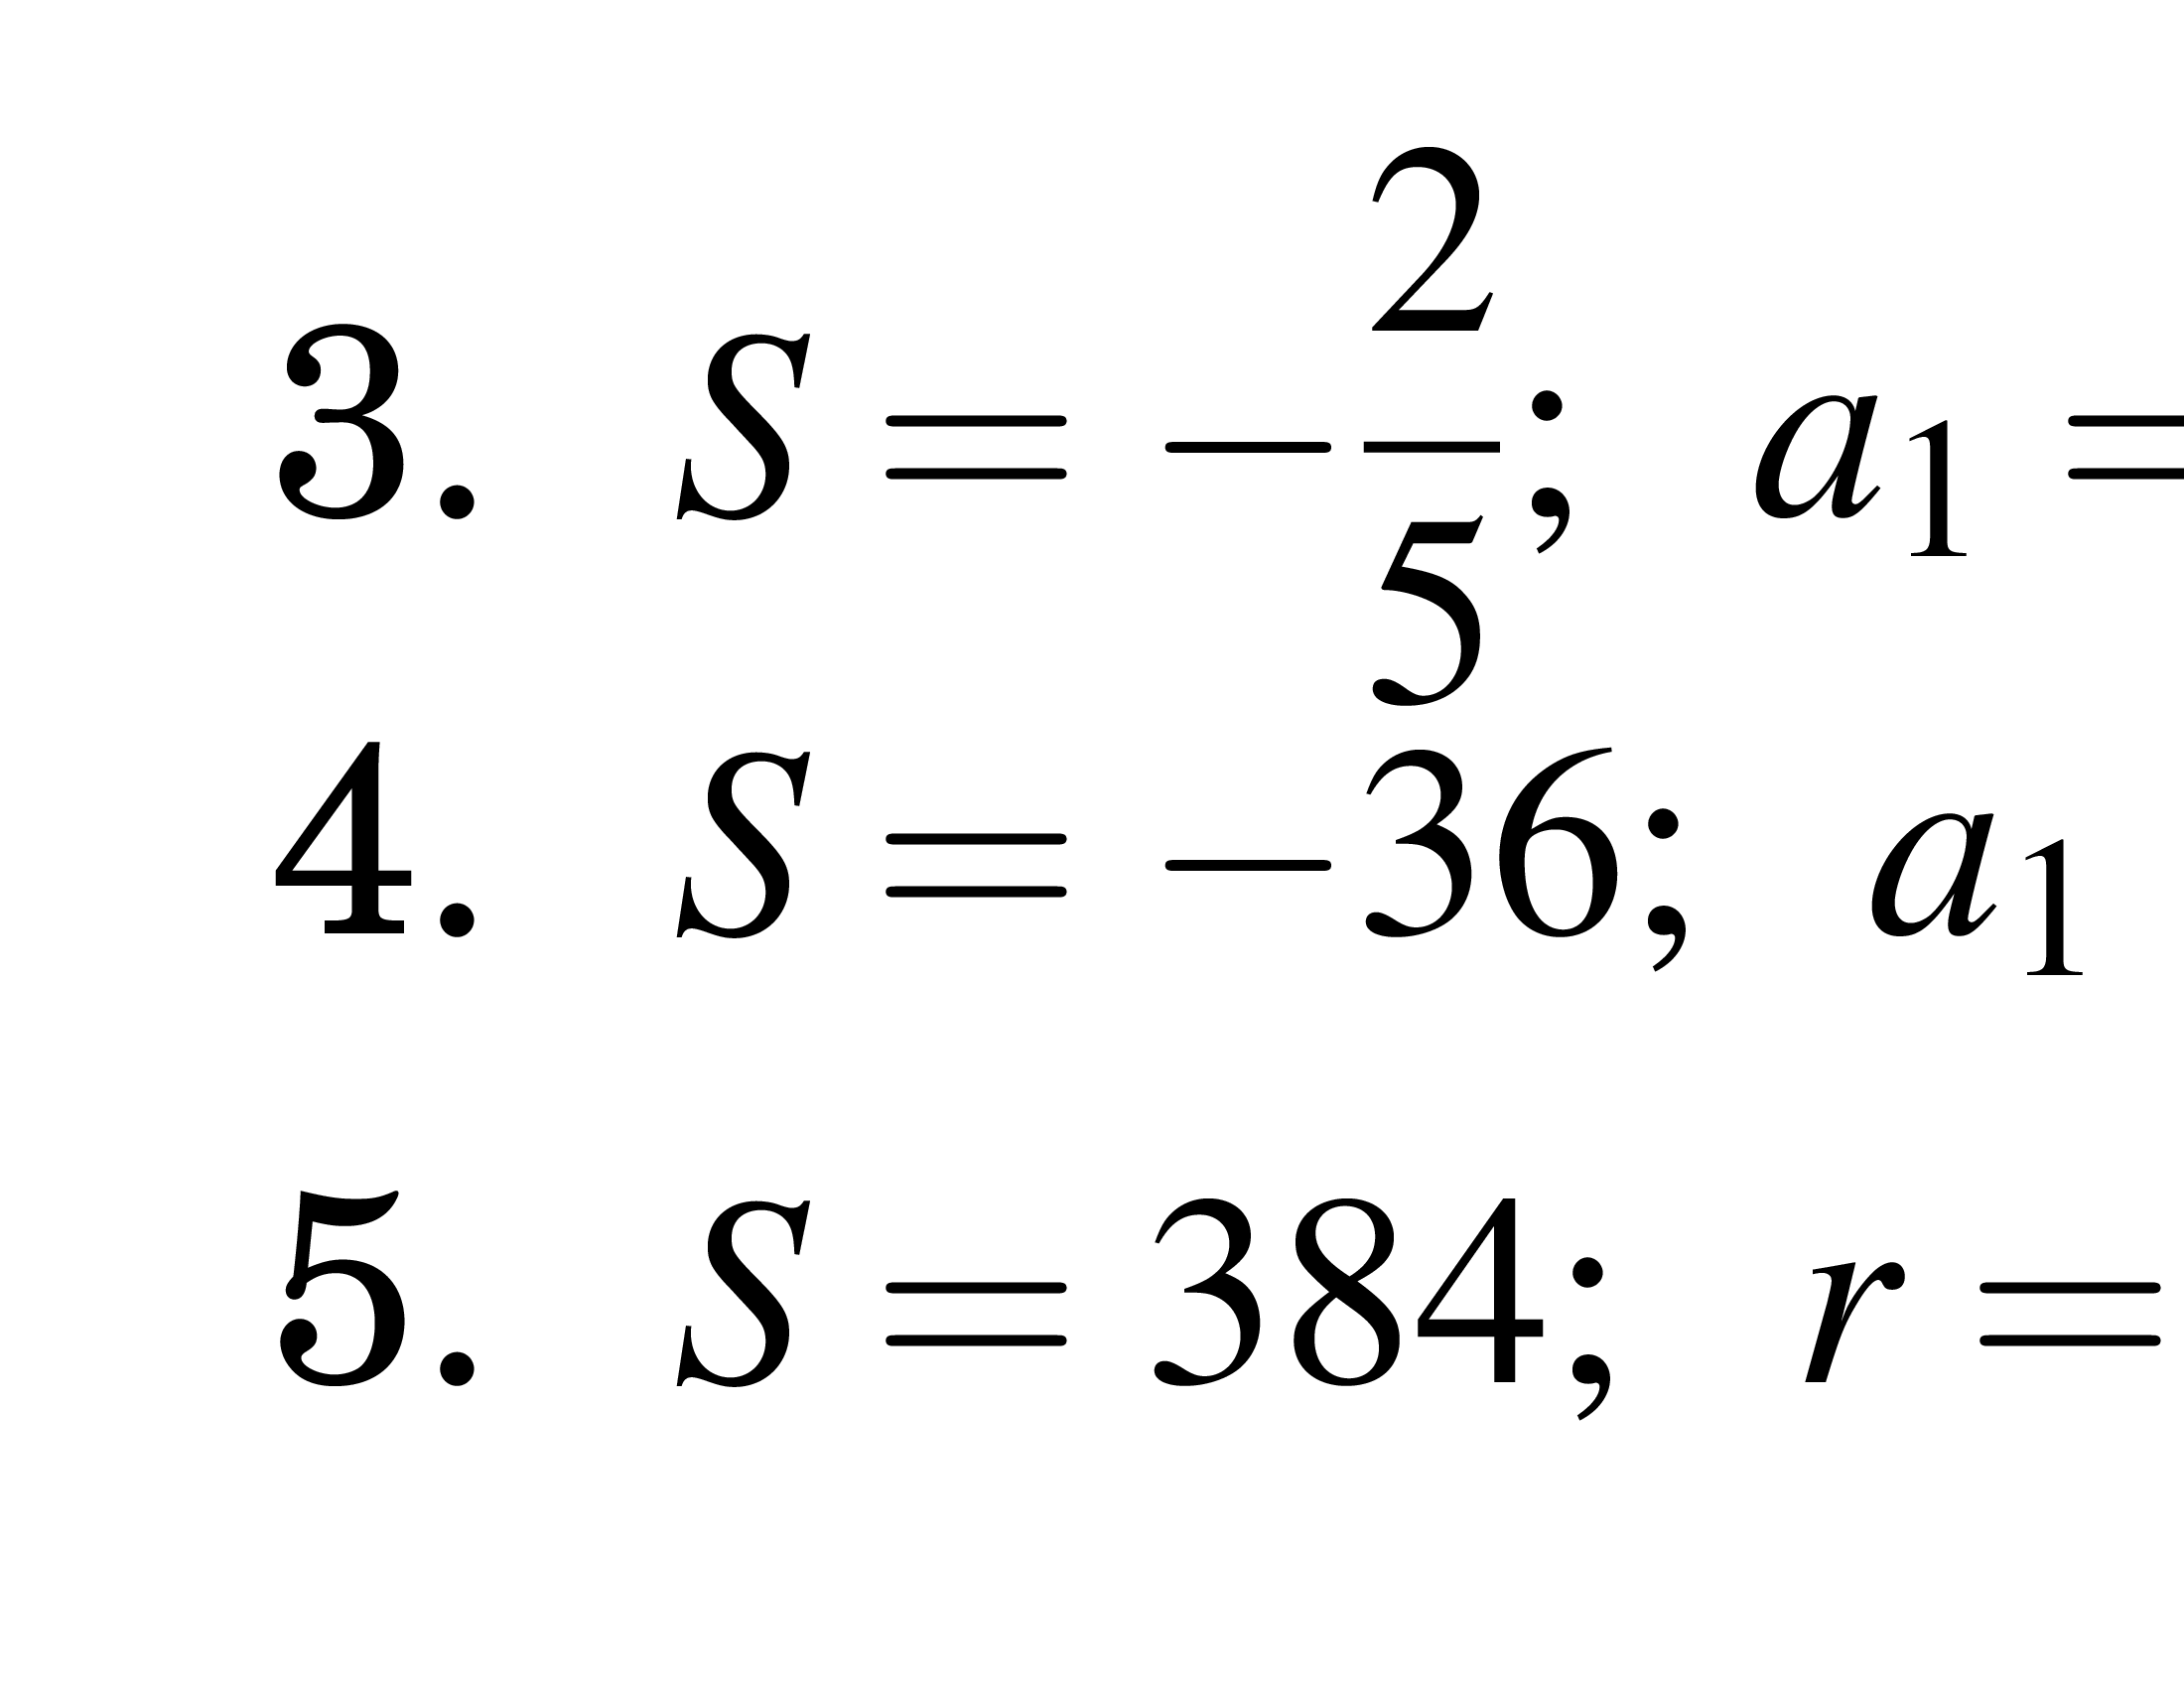 3. S = −2/5; a₁ =
4. S = −36; a₁
5. S = 384; r =